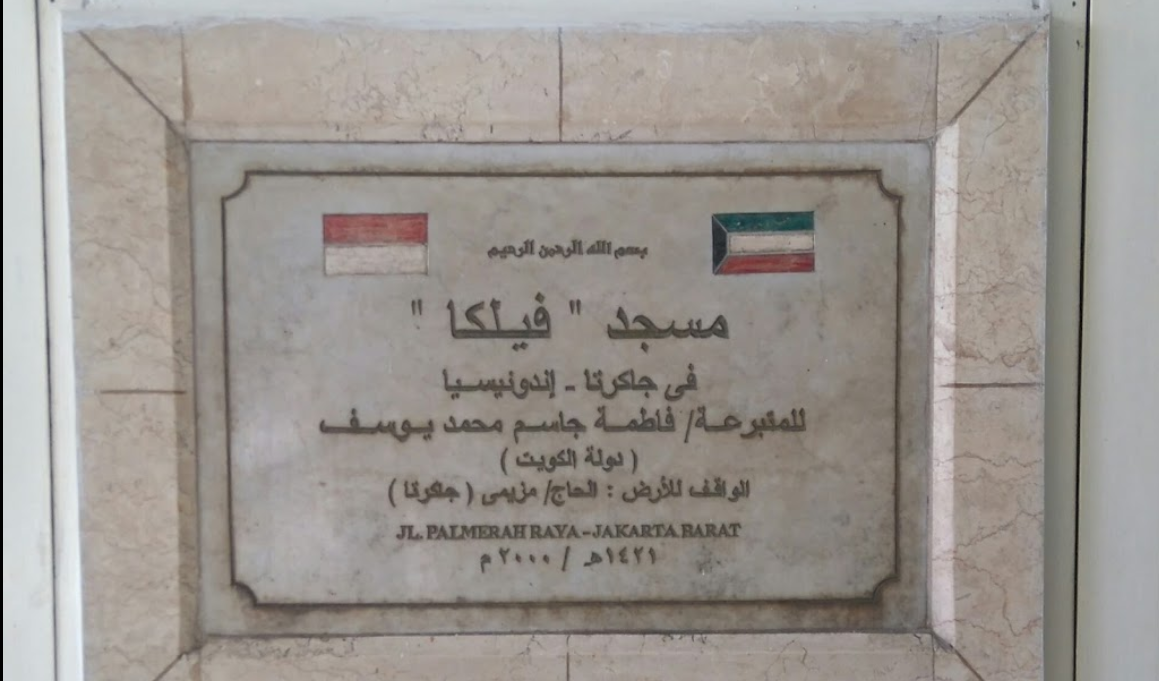 بسم الله الرحمن الرحيم
مسجد " فيلكا "
فى جاكرتا - إندونيسيا
للمتبرعة/ فاطمة جاسم محمد يوسف
( دولة الكويت )
الواقف للأرض : الحاج/ مزيمى ( جاكرتا )
JL. PALMERAH RAYA - JAKARTA BARAT
١٤٢١هـ / ٢٠٠٠ م